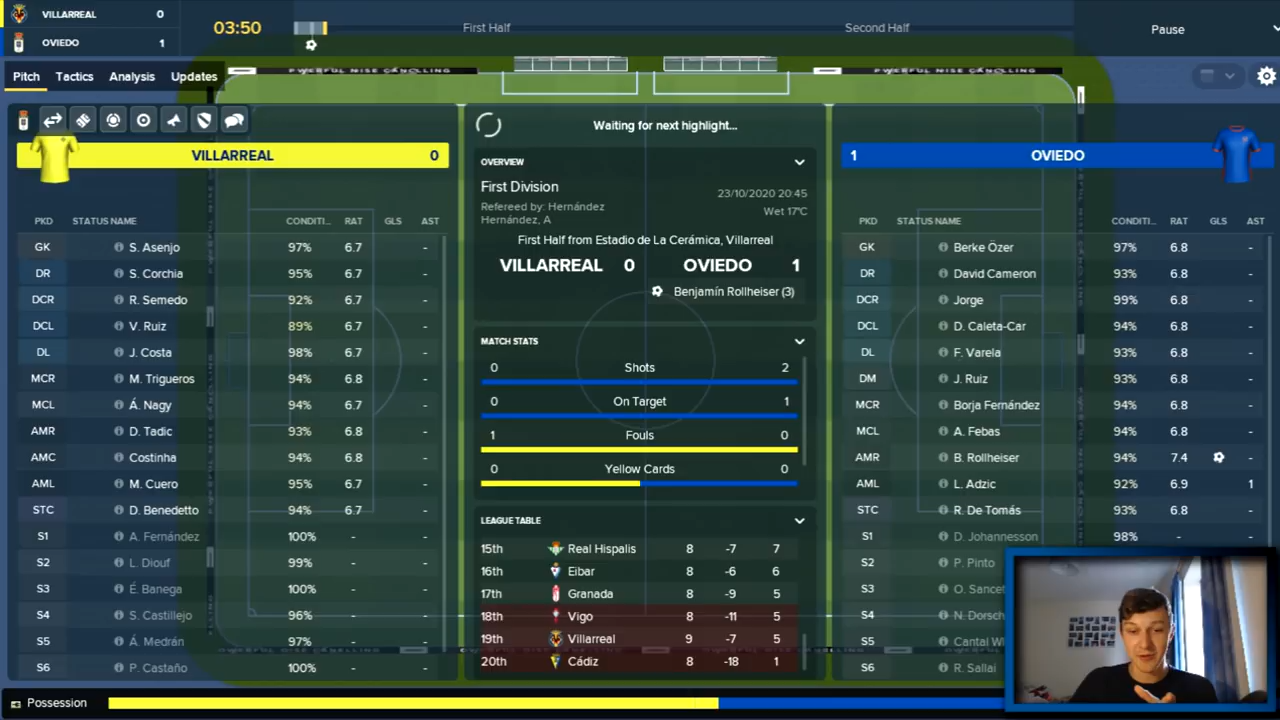 VILLARREAL 0
OVIEDO 1
03:50
First Half
Second Half
Pause
Pitch Tactics Analysis Updates
VILLARREAL 0
PKD STATUS NAME CONDITI... RAT GLS AST
GK S. Asenjo 97% 6.7 -
DR S. Corchia 95% 6.7 -
DCR R. Semedo 92% 6.7 -
DCL V. Ruiz 89% 6.7 -
DL J. Costa 98% 6.7 -
MCR M. Trigueros 94% 6.8 -
MCL Á. Nagy 94% 6.7 -
AMR D. Tadic 93% 6.8 -
AMC Costinha 94% 6.8 -
AML M. Cuero 95% 6.7 -
STC D. Benedetto 94% 6.7 -
S1 A. Fernández 100% - -
S2 L. Diouf 99% - -
S3 É. Banega 100% - -
S4 S. Castillejo 96% - -
S5 Á. Medrán 97% - -
S6 P. Castaño 100% - -
Waiting for next highlight...
OVERVIEW
First Division
23/10/2020 20:45
Refereed by: Hernández
Hernández, A
Wet 17°C
First Half from Estadio de La Cerámica, Villarreal
VILLARREAL 0 OVIEDO 1
Benjamín Rollheiser (3)
MATCH STATS
0 Shots 2
0 On Target 1
1 Fouls 0
0 Yellow Cards 0
LEAGUE TABLE
15th Real Hispalis 8 -7 7
16th Eibar 8 -6 6
17th Granada 8 -9 5
18th Vigo 8 -11 5
19th Villarreal 9 -7 5
20th Cádiz 8 -18 1
1 OVIEDO
PKD STATUS NAME CONDITI... RAT GLS AST
GK Berke Özer 97% 6.8 -
DR David Cameron 93% 6.8 -
DCR Jorge 99% 6.8 -
DCL D. Caleta-Car 94% 6.8 -
DL F. Varela 93% 6.8 -
DM J. Ruiz 93% 6.8 -
MCR Borja Fernández 94% 6.8 -
MCL A. Febas 94% 6.8 -
AMR B. Rollheiser 94% 7.4 -
AML L. Adzic 92% 6.9 1
STC R. De Tomás 93% 6.8 -
S1 D. Johannesson 98% - -
S2 P. Pinto
S3 O. Sancet
S4 N. Dorsch
S5 Cantal
S6 R. Sallai
Possession